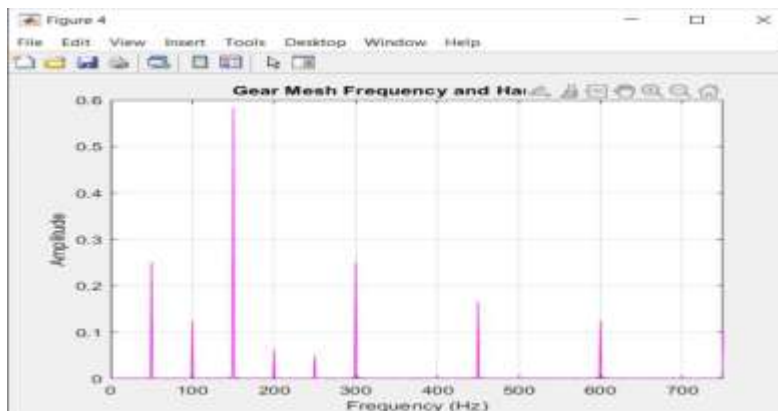 Figure 4
File Edit View Insert Tools Desktop Window Help
Gear Mesh Frequency and Ha
0.6
0.5
0.4
0.3
0.2
0.1
0
Amplitude
0 100 200 300 400 500 600 700
Frequency (Hz)